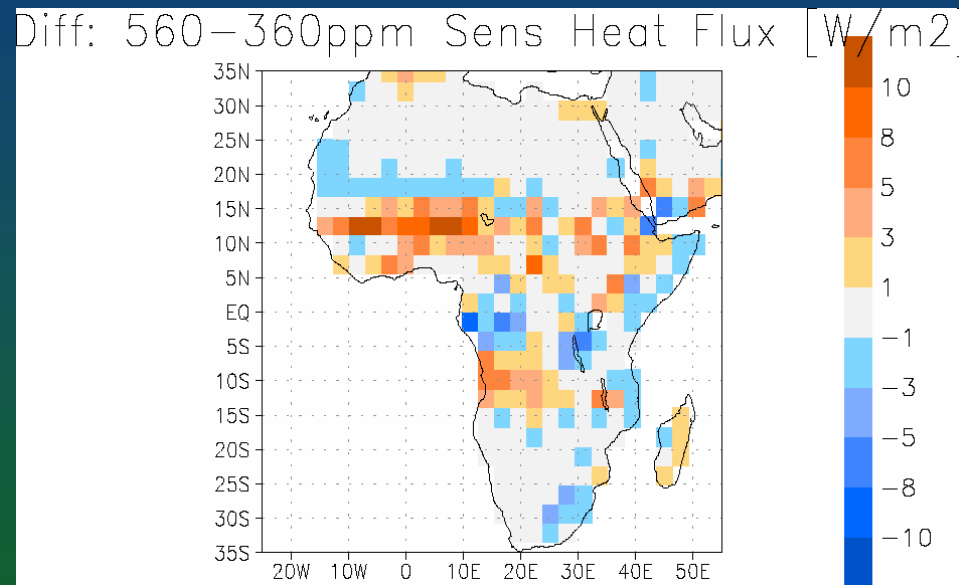 Diff: 560−360ppm Sens Heat Flux [W/m2]
35N
30N
25N
20N
15N
10N
5N
EQ
5S
10S
15S
20S
25S
30S
35S
20W 10W 0 10E 20E 30E 40E 50E
10
8
5
3
1
−1
−3
−5
−8
−10